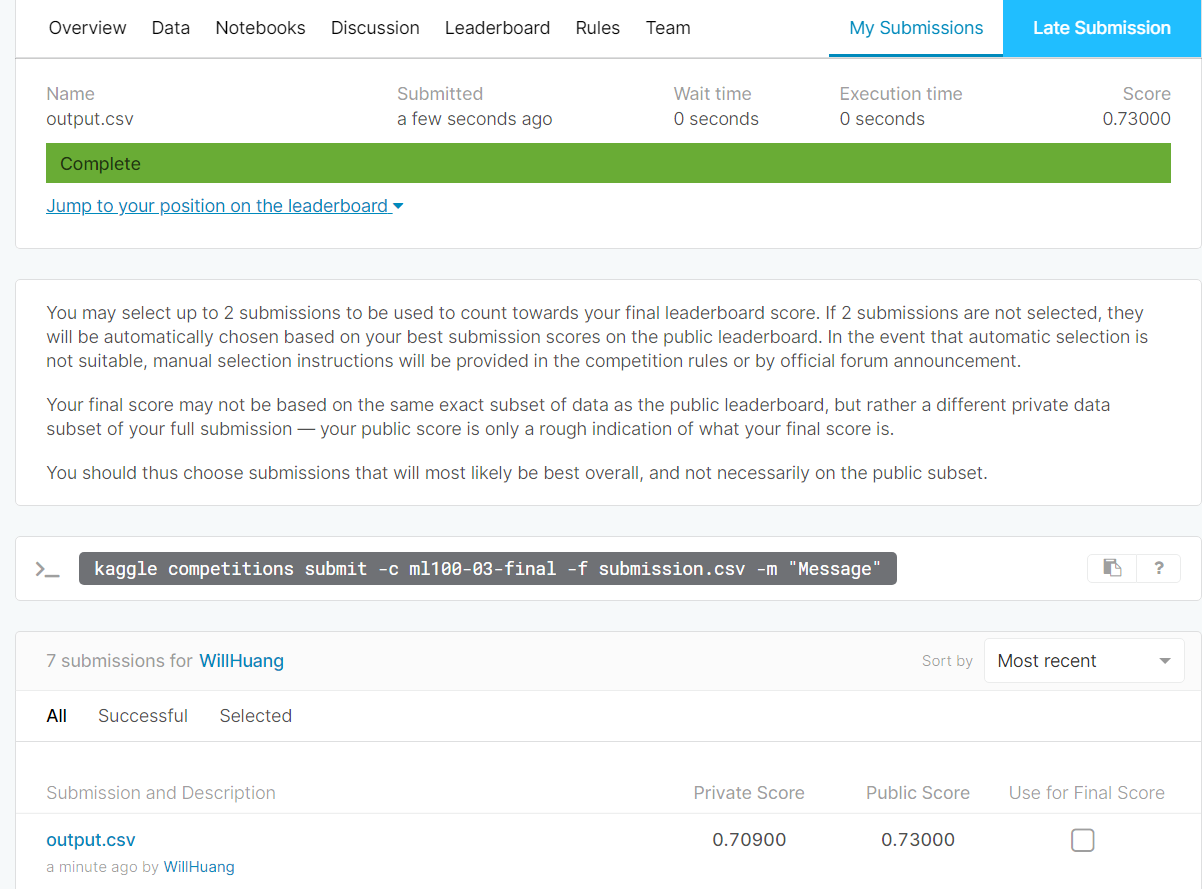 Overview Data Notebooks Discussion Leaderboard Rules Team My Submissions Late Submission
Name Submitted Wait time Execution time Score
output.csv a few seconds ago 0 seconds 0 seconds 0.73000
Complete
Jump to your position on the leaderboard
You may select up to 2 submissions to be used to count towards your final leaderboard score. If 2 submissions are not selected, they
will be automatically chosen based on your best submission scores on the public leaderboard. In the event that automatic selection is
not suitable, manual selection instructions will be provided in the competition rules or by official forum announcement.
Your final score may not be based on the same exact subset of data as the public leaderboard, but rather a different private data
subset of your full submission — your public score is only a rough indication of what your final score is.
You should thus choose submissions that will most likely be best overall, and not necessarily on the public subset.
>_ kaggle competitions submit -c ml100-03-final -f submission.csv -m "Message" ?
7 submissions for WillHuang Sort by Most recent
All Successful Selected
Submission and Description Private Score Public Score Use for Final Score
output.csv 0.70900 0.73000
a minute ago by WillHuang